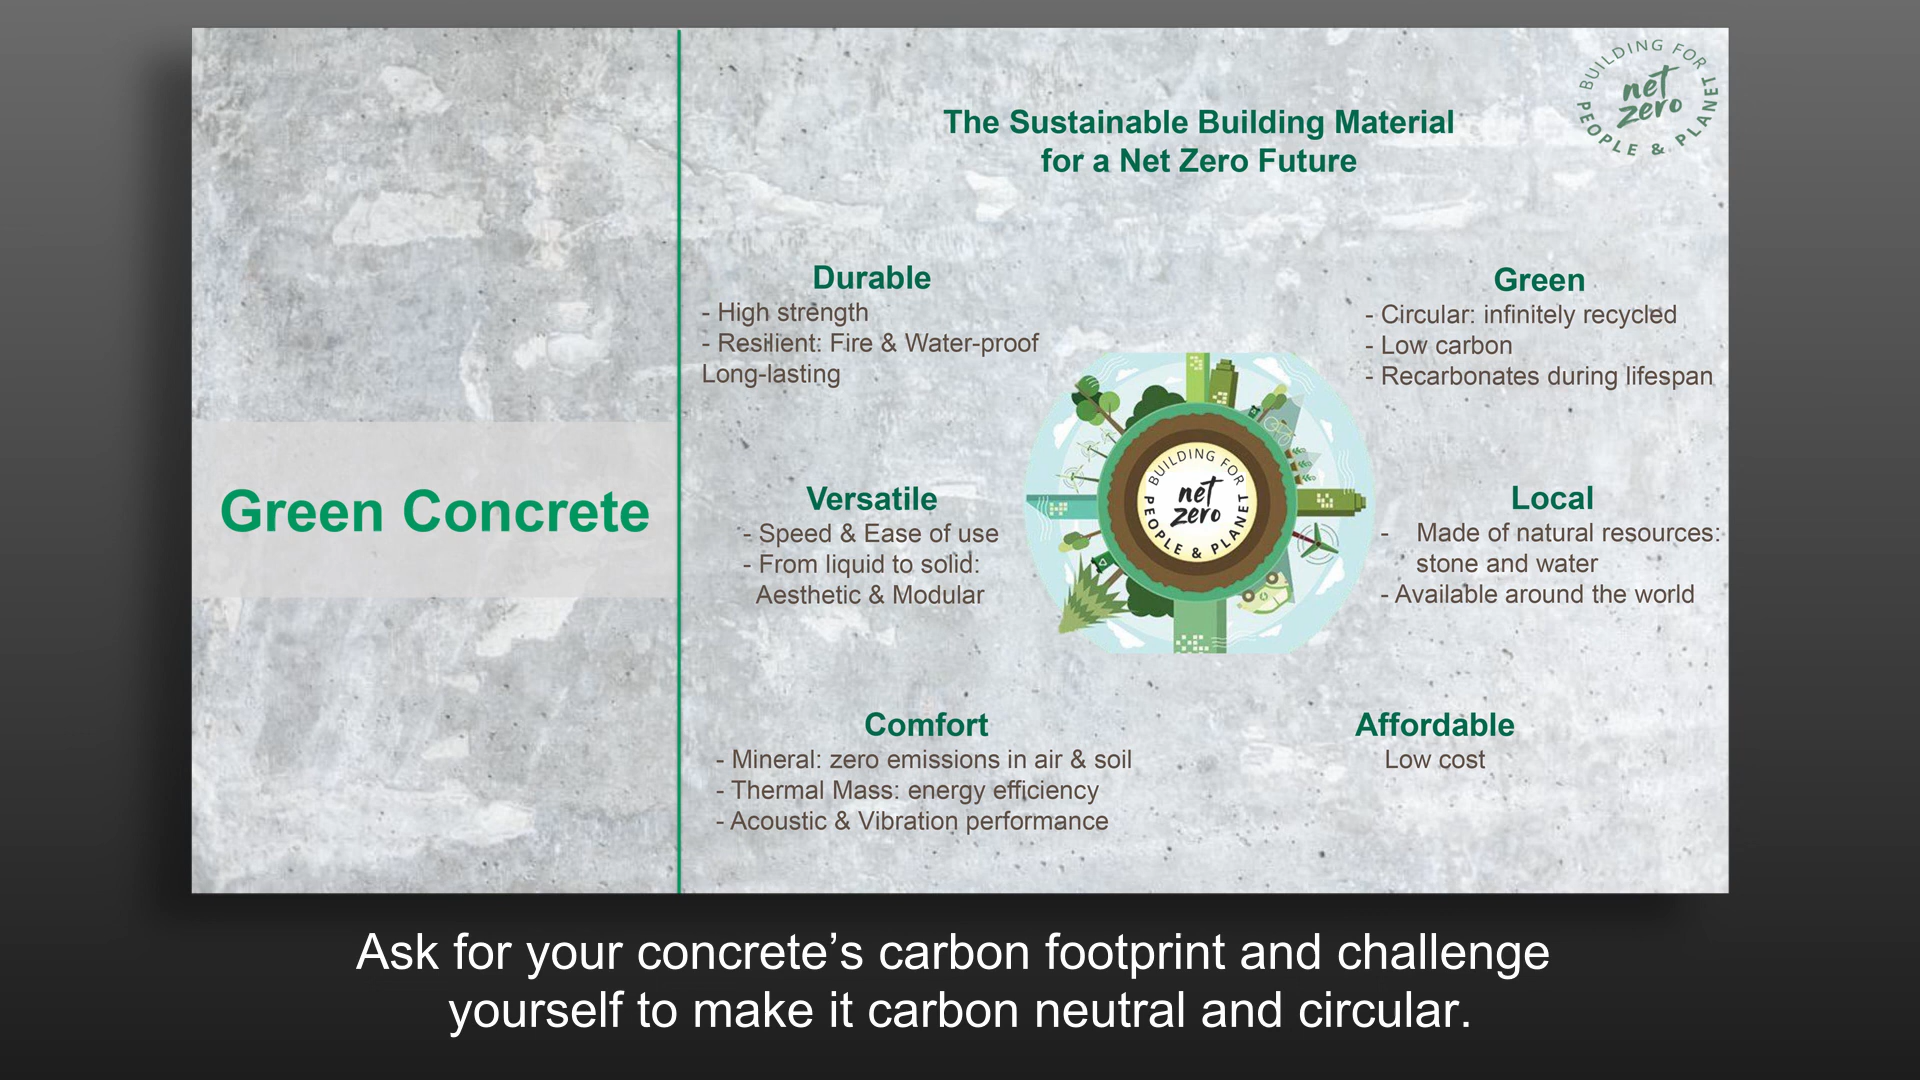 Green Concrete
The Sustainable Building Material
for a Net Zero Future
BUILDING FOR
net
zero
PEOPLE & PLANET
Durable
- High strength
- Resilient: Fire & Water-proof
Long-lasting
Green
- Circular: infinitely recycled
- Low carbon
- Recarbonates during lifespan
Versatile
- Speed & Ease of use
- From liquid to solid:
Aesthetic & Modular
BUILDING FOR
net
zero
PEOPLE & PLANET
Local
- Made of natural resources:
stone and water
- Available around the world
Comfort
- Mineral: zero emissions in air & soil
- Thermal Mass: energy efficiency
- Acoustic & Vibration performance
Affordable
Low cost
Ask for your concrete’s carbon footprint and challenge
yourself to make it carbon neutral and circular.